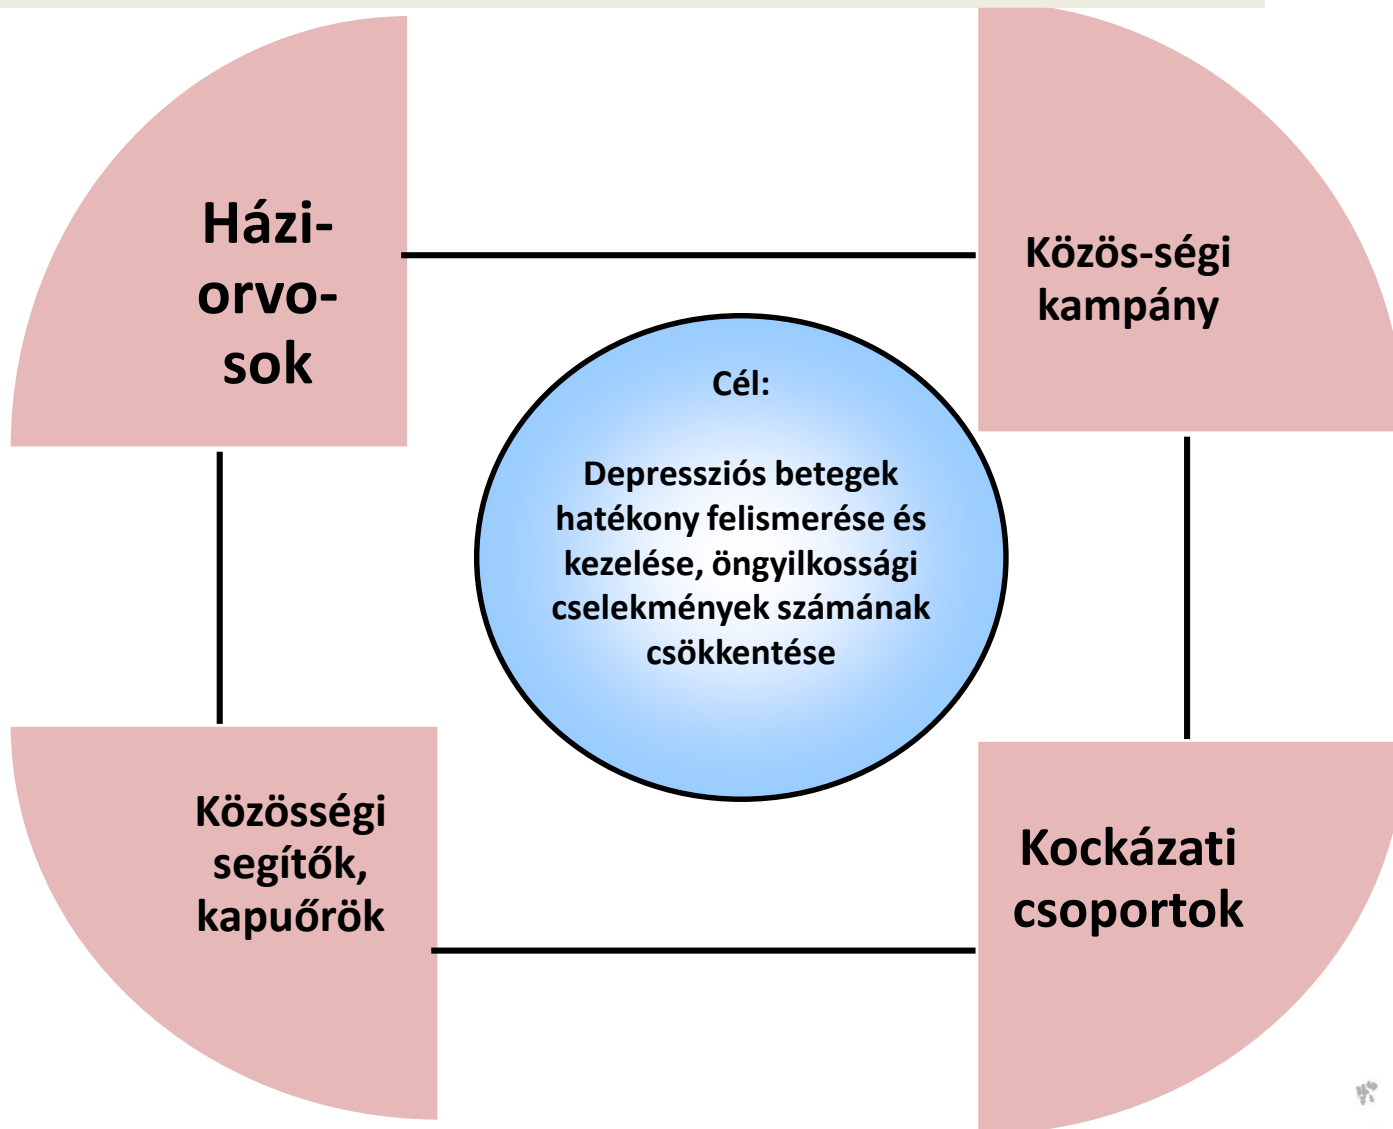 Házi-
orvo-
sok
Közös-ségi
kampány
Cél:
Depressziós betegek
hatékony felismerése és
kezelése, öngyilkossági
cselekmények számának
csökkentése
Közösségi
segítők,
kapuőrök
Kockázati
csoportok